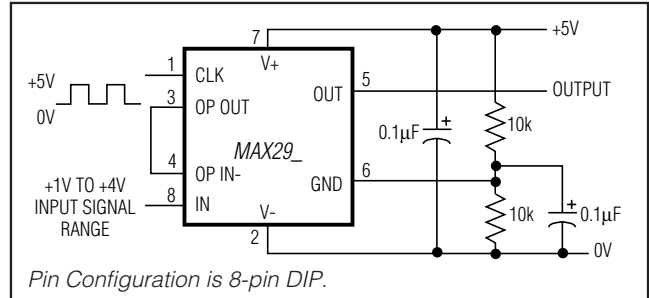 7
+5V
V+
1
CLK
+5V
0V
3
OP OUT
OUT
5
OUTPUT
10k
0.1µF
+
MAX29_
4
OP IN-
6
GND
+1V TO +4V
INPUT SIGNAL
RANGE
8
IN
V-
2
10k
+
0.1µF
0V
Pin Configuration is 8-pin DIP.